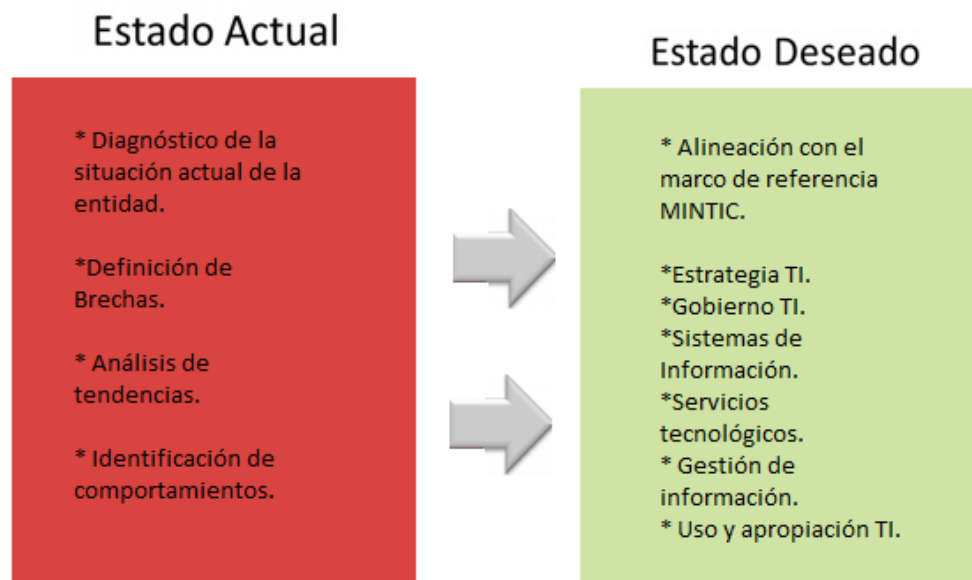 Estado Actual
* Diagnóstico de la
situación actual de la
entidad.
*Definición de
Brechas.
* Análisis de
tendencias.
* Identificación de
comportamientos.
Estado Deseado
* Alineación con el
marco de referencia
MINTIC.
*Estrategia TI.
*Gobierno TI.
*Sistemas de
Información.
*Servicios
tecnológicos.
* Gestión de
información.
* Uso y apropiación TI.